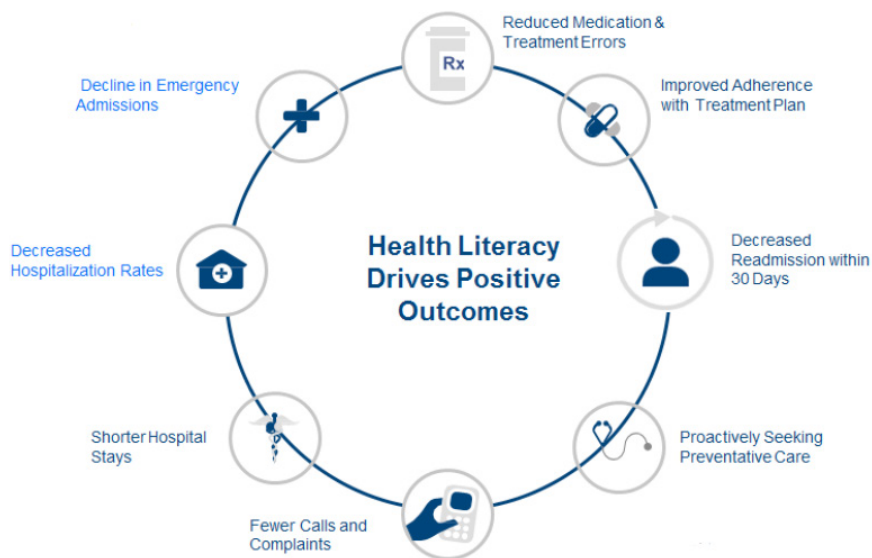 Reduced Medication &
Treatment Errors
Rx
Decline in Emergency
Admissions
Improved Adherence
with Treatment Plan
Health Literacy
Drives Positive
Outcomes
Decreased
Hospitalization Rates
Decreased
Readmission within
30 Days
Shorter Hospital
Stays
Proactively Seeking
Preventative Care
Fewer Calls and
Complaints